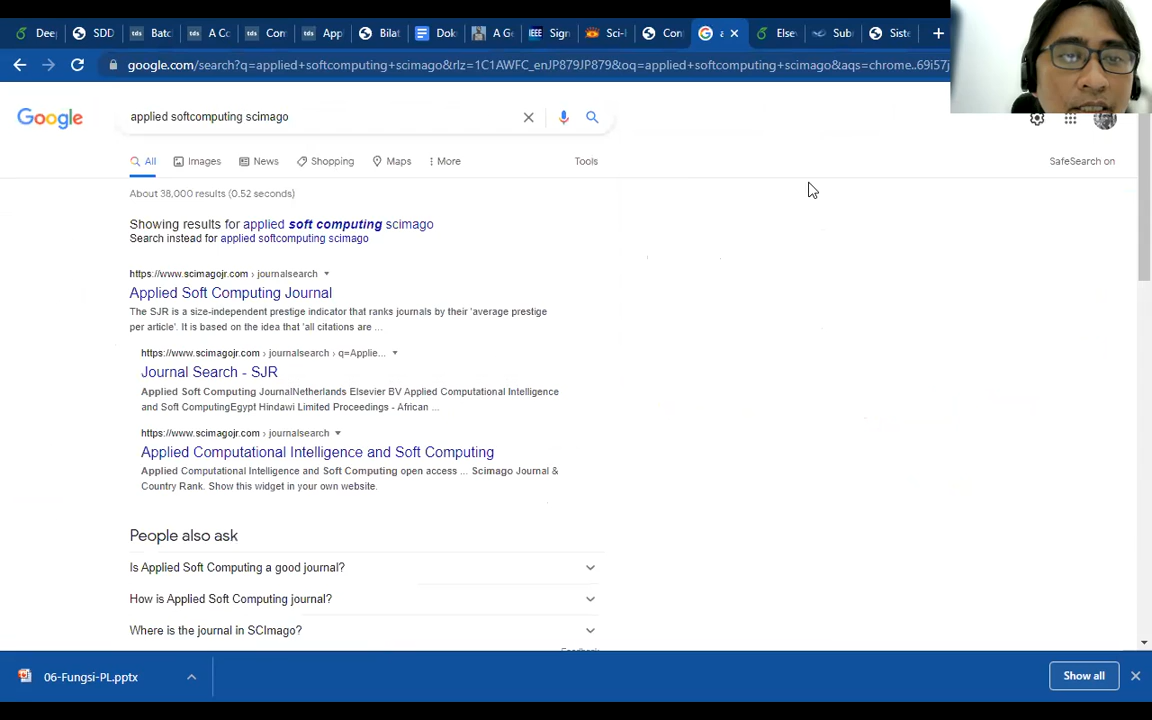 Deep
SDD
Batc
A Co
Con
App
Bilat
Dok
A Ge
IEEE
Sign
Sci-I
Con
a
Else
Sub
Siste
google.com/search?q=applied+softcomputing+scimago&rlz=1C1AWFC_enJP879JP879&oq=applied+softcomputing+scimago&aqs=chrome..69i57j
Google
applied softcomputing scimago
All
Images
News
Shopping
Maps
More
Tools
SafeSearch on
About 38,000 results (0.52 seconds)
Showing results for applied soft computing scimago
Search instead for applied softcomputing scimago
https://www.scimagojr.com › journalsearch
Applied Soft Computing Journal
The SJR is a size-independent prestige indicator that ranks journals by their 'average prestige
per article'. It is based on the idea that 'all citations are ...
https://www.scimagojr.com › journalsearch › q=Applie...
Journal Search - SJR
Applied Soft Computing JournalNetherlands Elsevier BV Applied Computational Intelligence
and Soft ComputingEgypt Hindawi Limited Proceedings - African ...
https://www.scimagojr.com › journalsearch
Applied Computational Intelligence and Soft Computing
Applied Computational Intelligence and Soft Computing open access ... Scimago Journal &
Country Rank. Show this widget in your own website.
People also ask
Is Applied Soft Computing a good journal?
How is Applied Soft Computing journal?
Where is the journal in SCImago?
06-Fungsi-PL.pptx
Show all